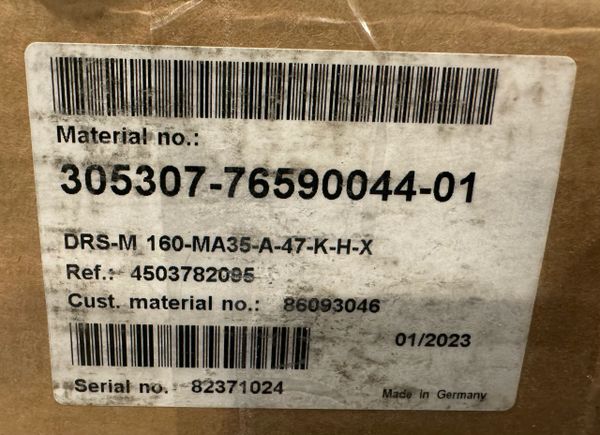 Material no.:
305307-76590044-01
DRS-M 160-MA35-A-47-K-H-X
Ref.: 4503782095
Cust. material no.: 86093046
01/2023
Serial no. 82371024
Made in Germany